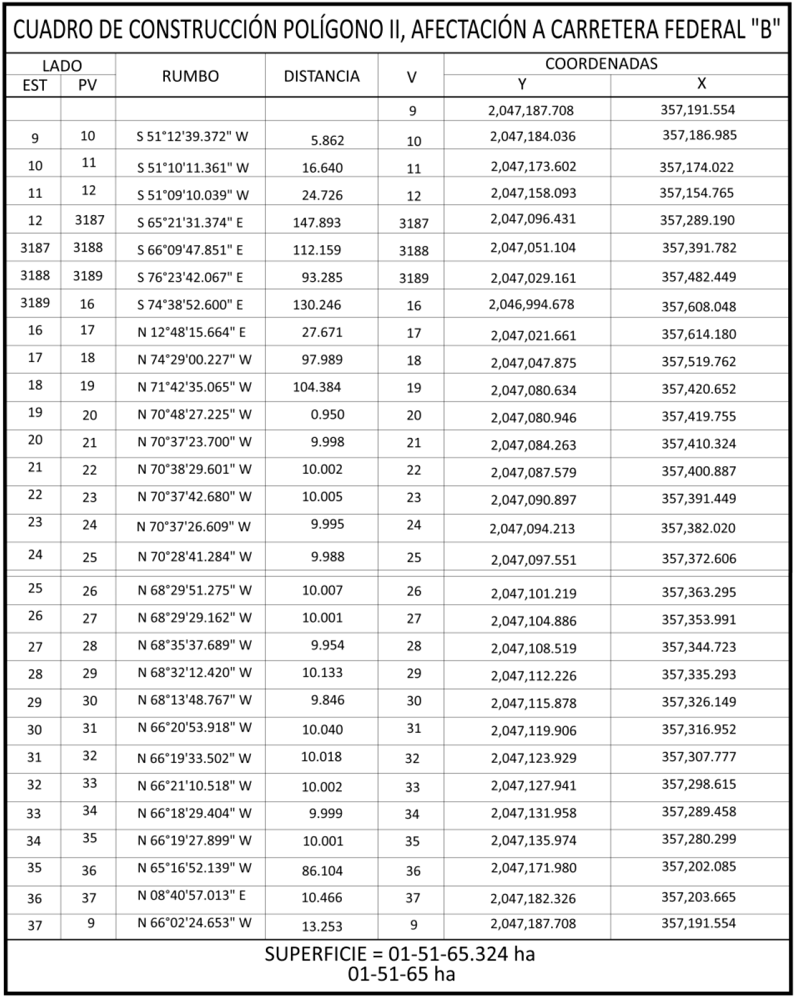 CUADRO DE CONSTRUCCIÓN POLÍGONO II, AFECTACIÓN A CARRETERA FEDERAL "B"
LADO RUMBO DISTANCIA V COORDENADAS
EST PV Y X
9 2,047,187.708 357,191.554
9 10 S 51°12'39.372" W 5.862 10 2,047,184.036 357,186.985
10 11 S 51°10'11.361" W 16.640 11 2,047,173.602 357,174.022
11 12 S 51°09'10.039" W 24.726 12 2,047,158.093 357,154.765
12 3187 S 65°21'31.374" E 147.893 3187 2,047,096.431 357,289.190
3187 3188 S 66°09'47.851" E 112.159 3188 2,047,051.104 357,391.782
3188 3189 S 76°23'42.067" E 93.285 3189 2,047,029.161 357,482.449
3189 16 S 74°38'52.600" E 130.246 16 2,046,994.678 357,608.048
16 17 N 12°48'15.664" E 27.671 17 2,047,021.661 357,614.180
17 18 N 74°29'00.227" W 97.989 18 2,047,047.875 357,519.762
18 19 N 71°42'35.065" W 104.384 19 2,047,080.634 357,420.652
19 20 N 70°48'27.225" W 0.950 20 2,047,080.946 357,419.755
20 21 N 70°37'23.700" W 9.998 21 2,047,084.263 357,410.324
21 22 N 70°38'29.601" W 10.002 22 2,047,087.579 357,400.887
22 23 N 70°37'42.680" W 10.005 23 2,047,090.897 357,391.449
23 24 N 70°37'26.609" W 9.995 24 2,047,094.213 357,382.020
24 25 N 70°28'41.284" W 9.988 25 2,047,097.551 357,372.606
25 26 N 68°29'51.275" W 10.007 26 2,047,101.219 357,363.295
26 27 N 68°29'29.162" W 10.001 27 2,047,104.886 357,353.991
27 28 N 68°35'37.689" W 9.954 28 2,047,108.519 357,344.723
28 29 N 68°32'12.420" W 10.133 29 2,047,112.226 357,335.293
29 30 N 68°13'48.767" W 9.846 30 2,047,115.878 357,326.149
30 31 N 66°20'53.918" W 10.040 31 2,047,119.906 357,316.952
31 32 N 66°19'33.502" W 10.018 32 2,047,123.929 357,307.777
32 33 N 66°21'10.518" W 10.002 33 2,047,127.941 357,298.615
33 34 N 66°18'29.404" W 9.999 34 2,047,131.958 357,289.458
34 35 N 66°19'27.899" W 10.001 35 2,047,135.974 357,280.299
35 36 N 65°16'52.139" W 86.104 36 2,047,171.980 357,202.085
36 37 N 08°40'57.013" E 10.466 37 2,047,182.326 357,203.665
37 9 N 66°02'24.653" W 13.253 9 2,047,187.708 357,191.554
SUPERFICIE = 01-51-65.324 ha
01-51-65 ha